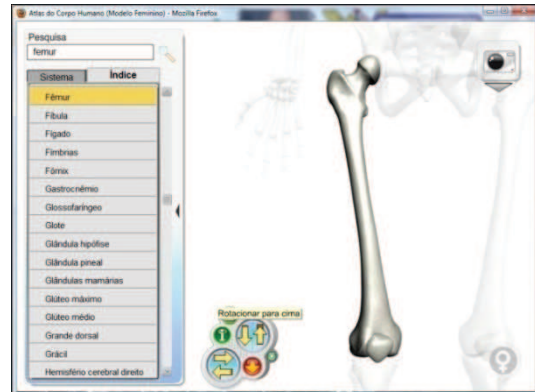 Atlas do Corpo Humano (Modelo Feminino) - Mozilla Firefox
Pesquisa
femur
Sistema
Índice
Fêmur
Fíbula
Fígado
Fímbrias
Fórnix
Gastrocnêmio
Glossofaríngeo
Glote
Glândula hipófise
Glândula pineal
Glândulas mamárias
Glúteo máximo
Glúteo médio
Grande dorsal
Grácil
Hemisfério cerebral direito
Rotacionar para cima